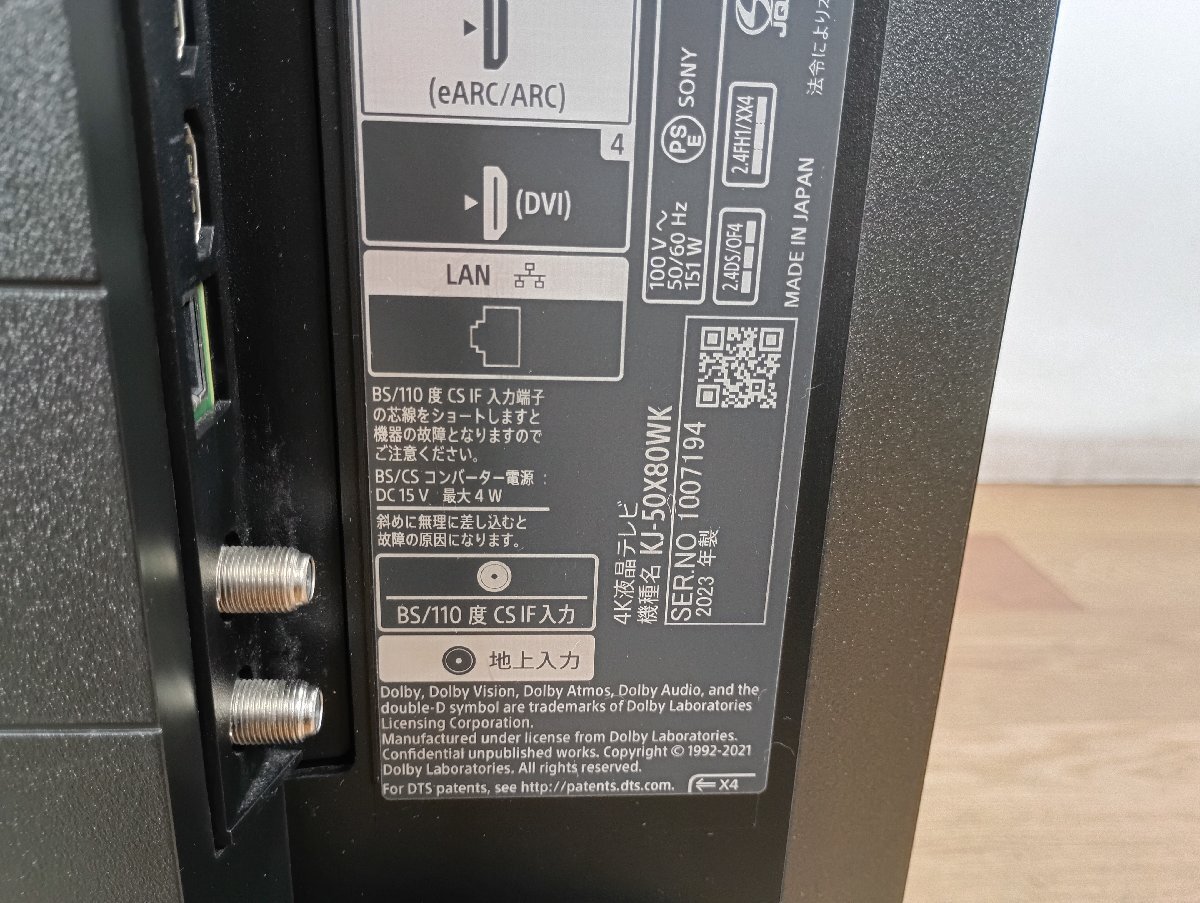 (eARC/ARC)
4
(DVI)
LAN
BS/110 度 CS IF 入力端子
の芯線をショートしますと
機器の故障となりますので
ご注意ください。
BS/CS コンバーター電源 :
DC 15 V 最大 4 W
斜めに無理に差し込むと
故障の原因になります。
BS/110 度 CS IF 入力
地上入力
Dolby, Dolby Vision, Dolby Atmos, Dolby Audio, and the
double-D symbol are trademarks of Dolby Laboratories
Licensing Corporation.
Manufactured under license from Dolby Laboratories.
Confidential unpublished works. Copyright © 1992-2021
Dolby Laboratories. All rights reserved.
For DTS patents, see http://patents.dts.com.
X4
PSE SONY
100 V ~
50/60 Hz
151 W
2.4FH1/XX4
2.4DS/OF4
法令により
MADE IN JAPAN
4K液晶テレビ
機種名 KJ-50X80WK
SER.NO 1007194
2023 年製